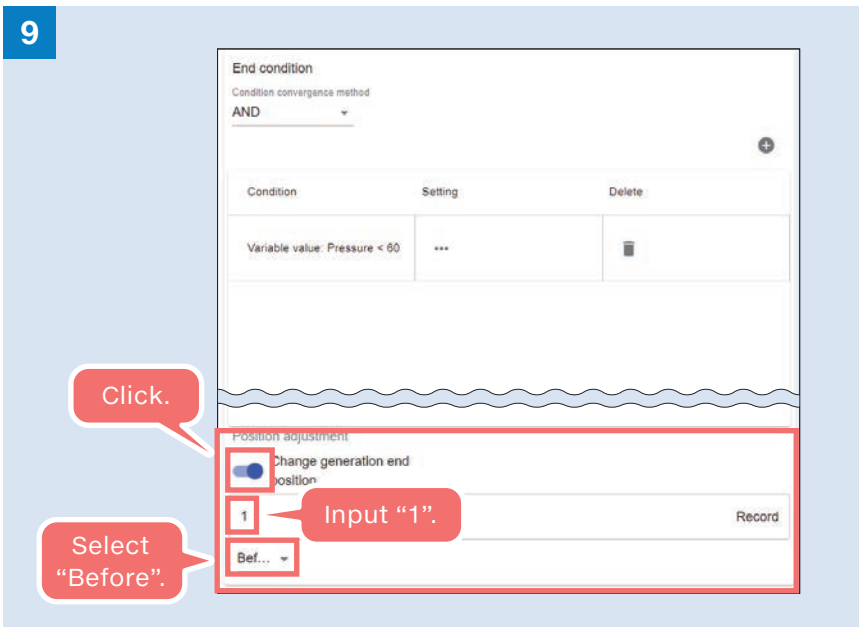 9
End condition
Condition convergence method
AND
Condition Setting Delete
Variable value: Pressure < 60 •••
Click.
Position adjustment
Change generation end
position
1 Input “1”. Record
Select
“Before”.
Bef...